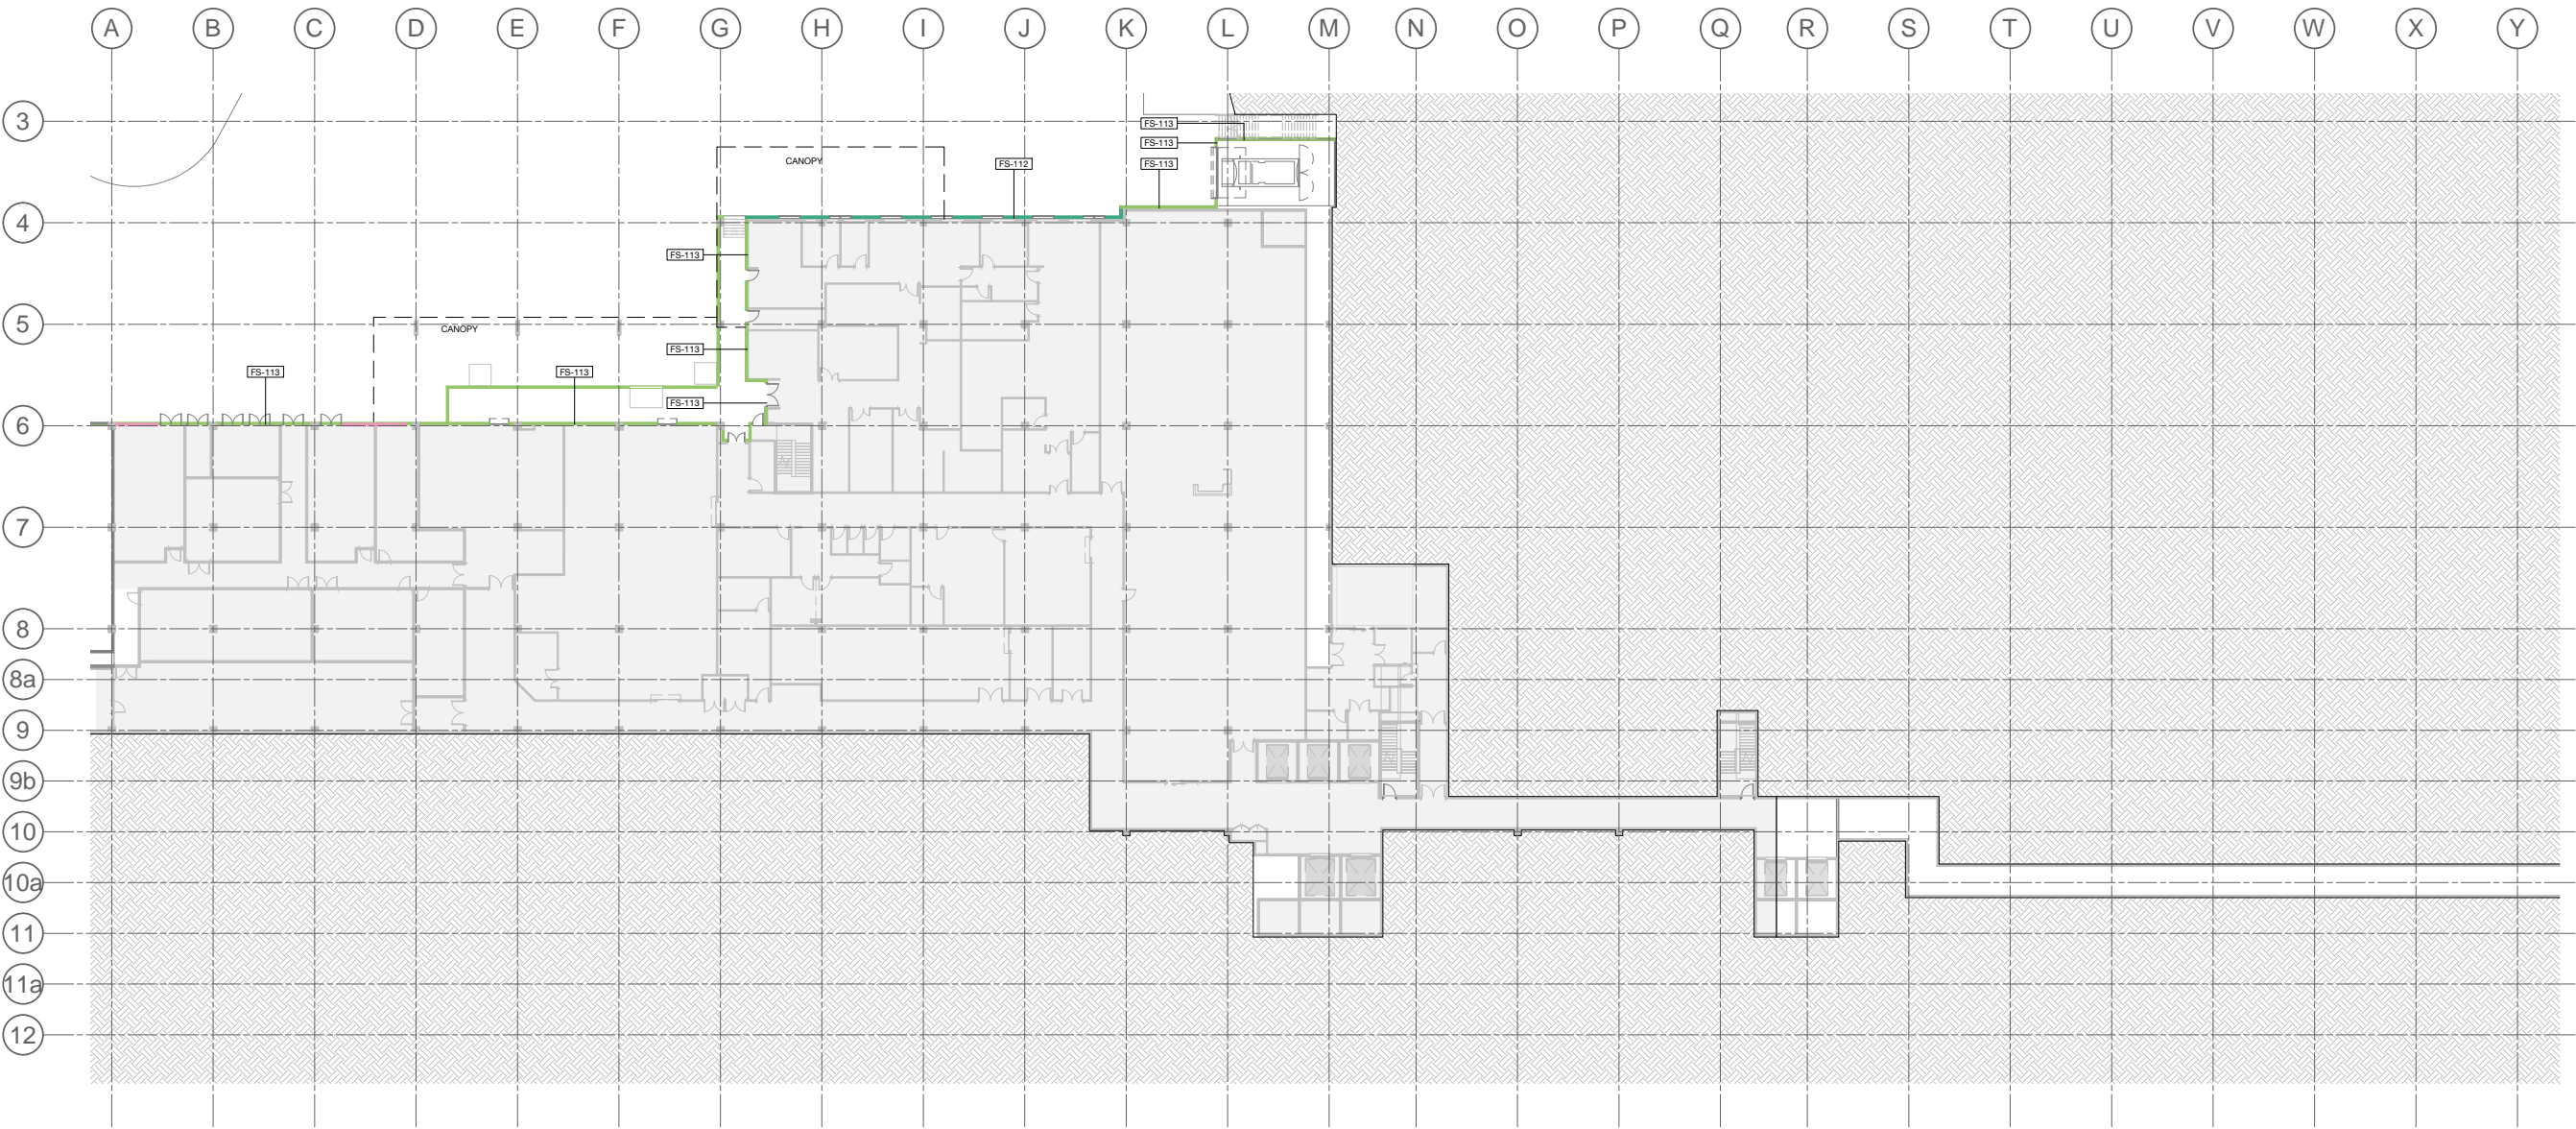 A B C D E F G H I J K L M N O P Q R S T U V W X Y
3
FS-113
FS-113
CANOPY
FS-112
FS-113
4
FS-113
5
CANOPY
FS-113
FS-113
FS-113
FS-113
6
7
8
8a
9
9b
10
10a
11
11a
12